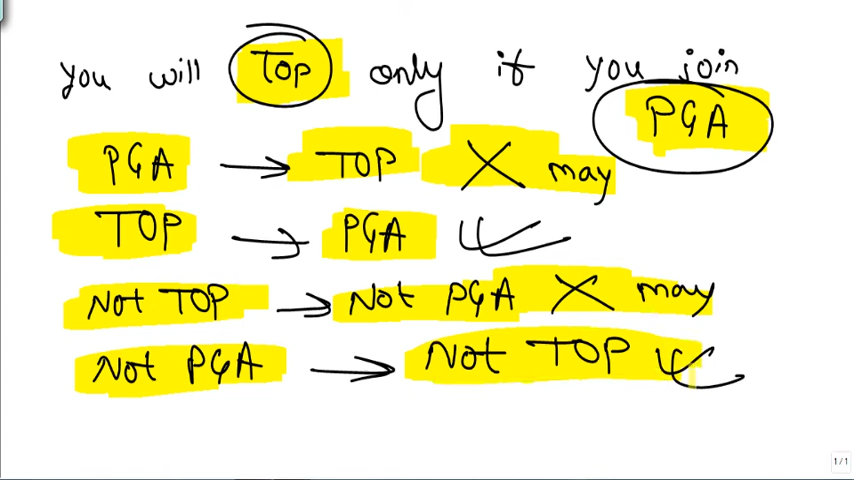 You will TOP only if you join
PGA
PGA → TOP X may
TOP → PGA ✓
Not TOP → Not PGA X may
Not PGA → Not TOP ✓
1/1